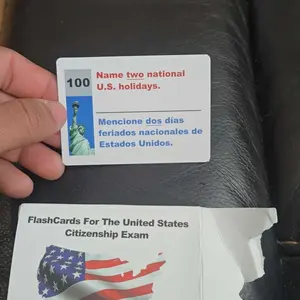 100
Name two national
U.S. holidays.
Mencione dos días
feriados nacionales de
Estados Unidos.
FlashCards For The United States
Citizenship Exam